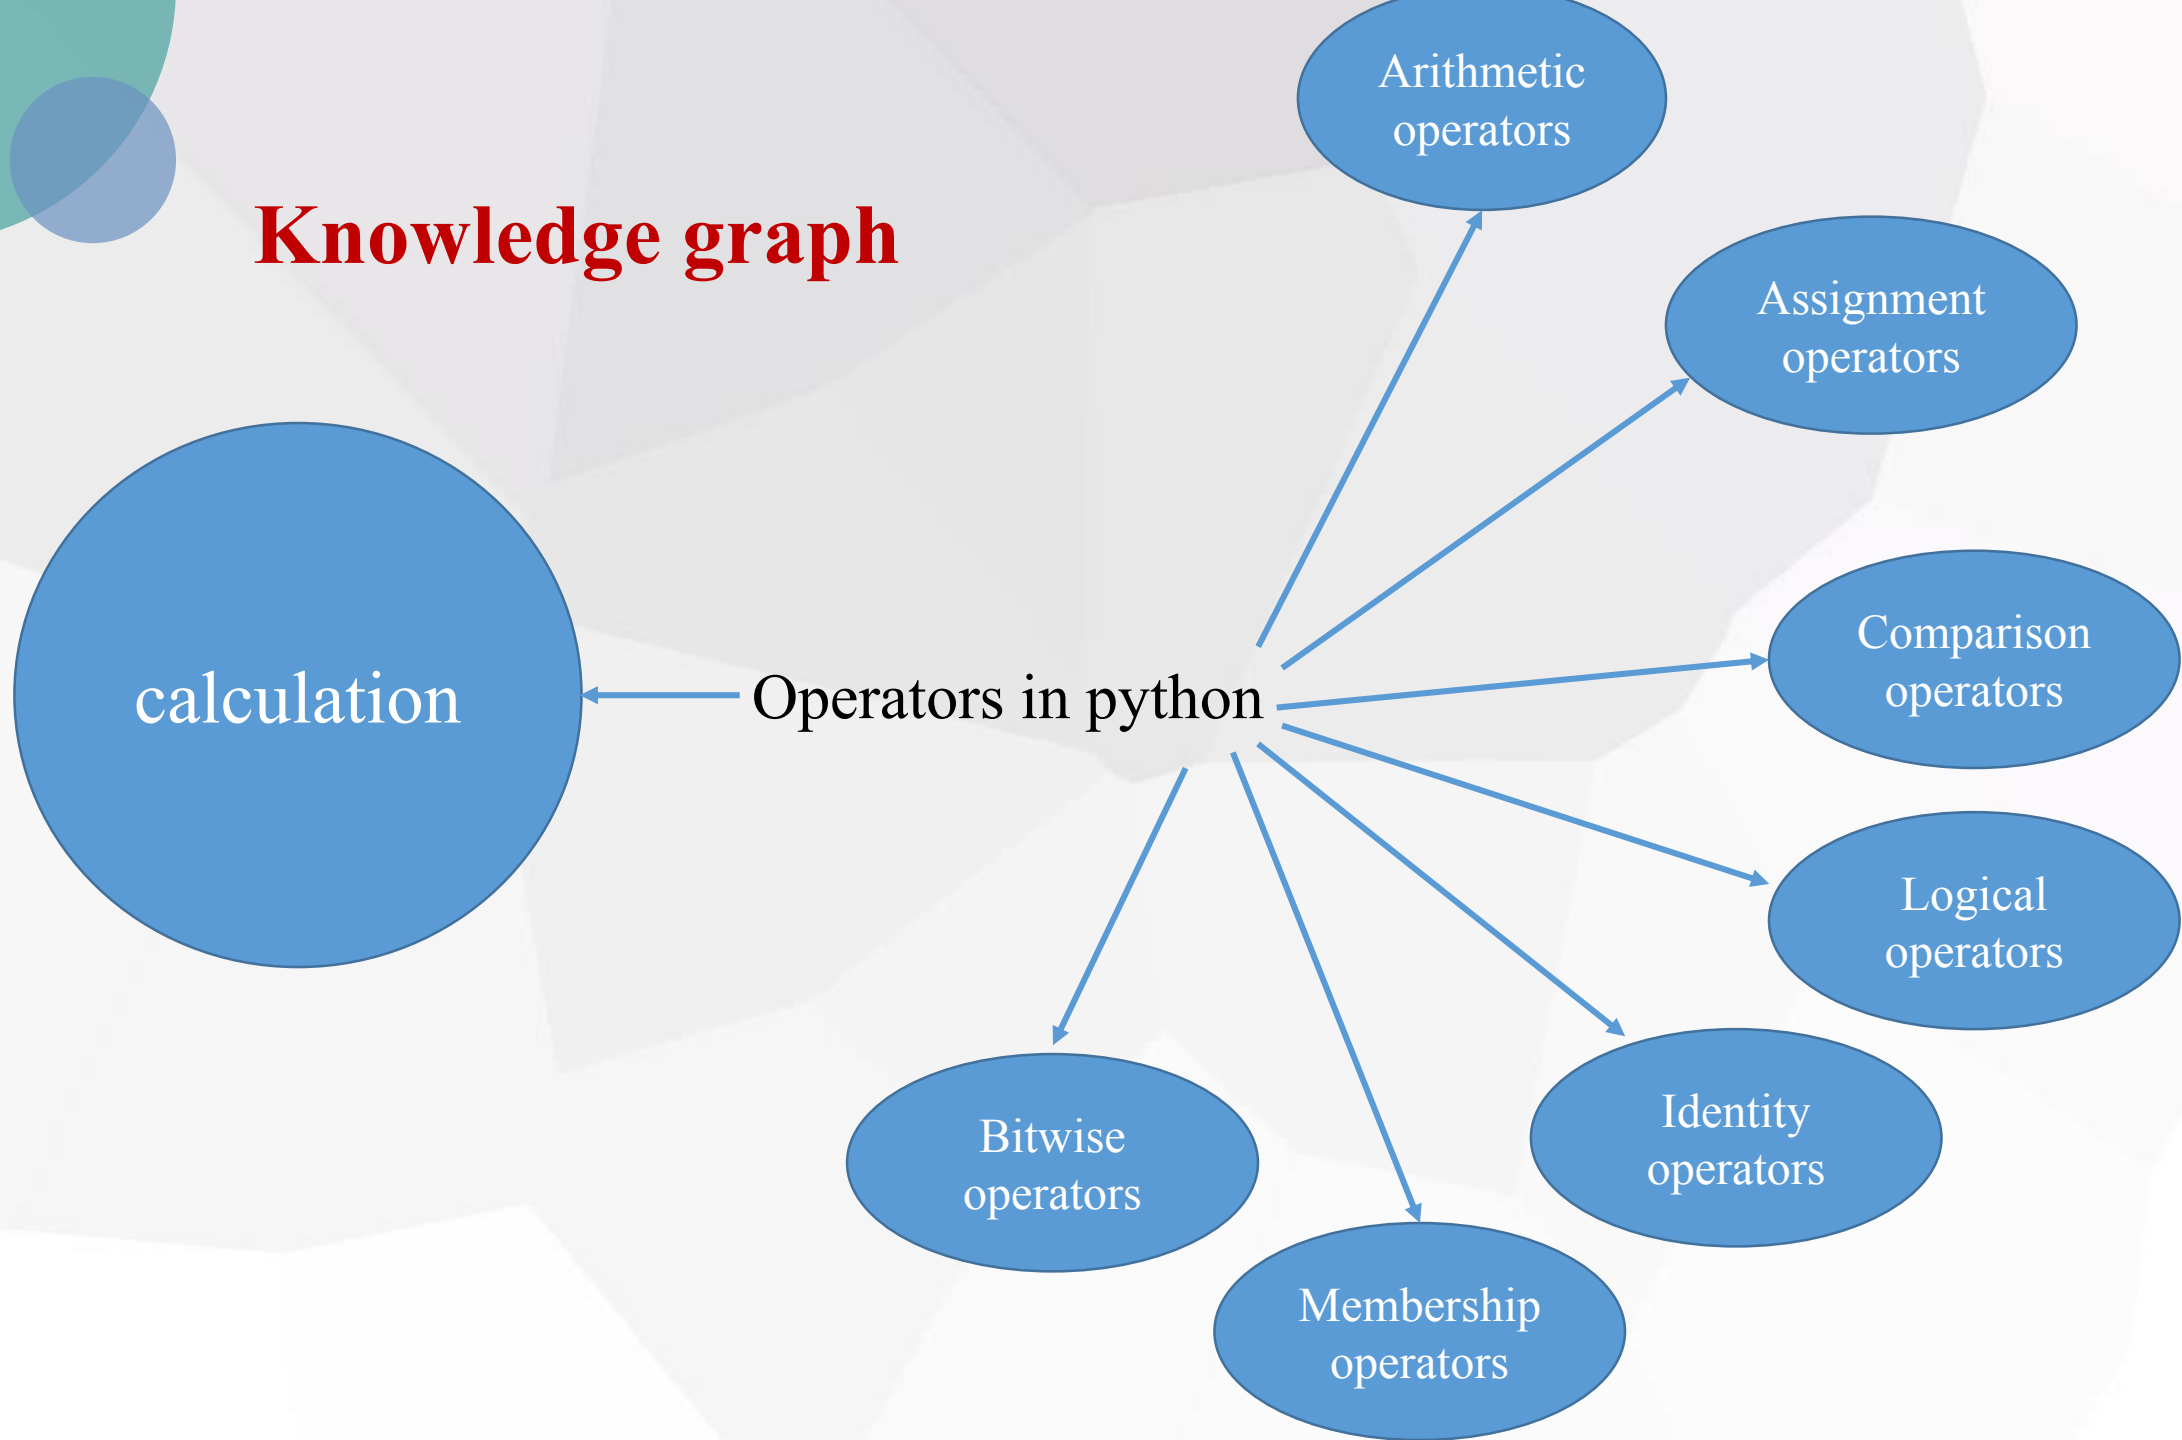 Knowledge graph
calculation
Operators in python
Arithmetic
operators
Assignment
operators
Comparison
operators
Logical
operators
Identity
operators
Membership
operators
Bitwise
operators